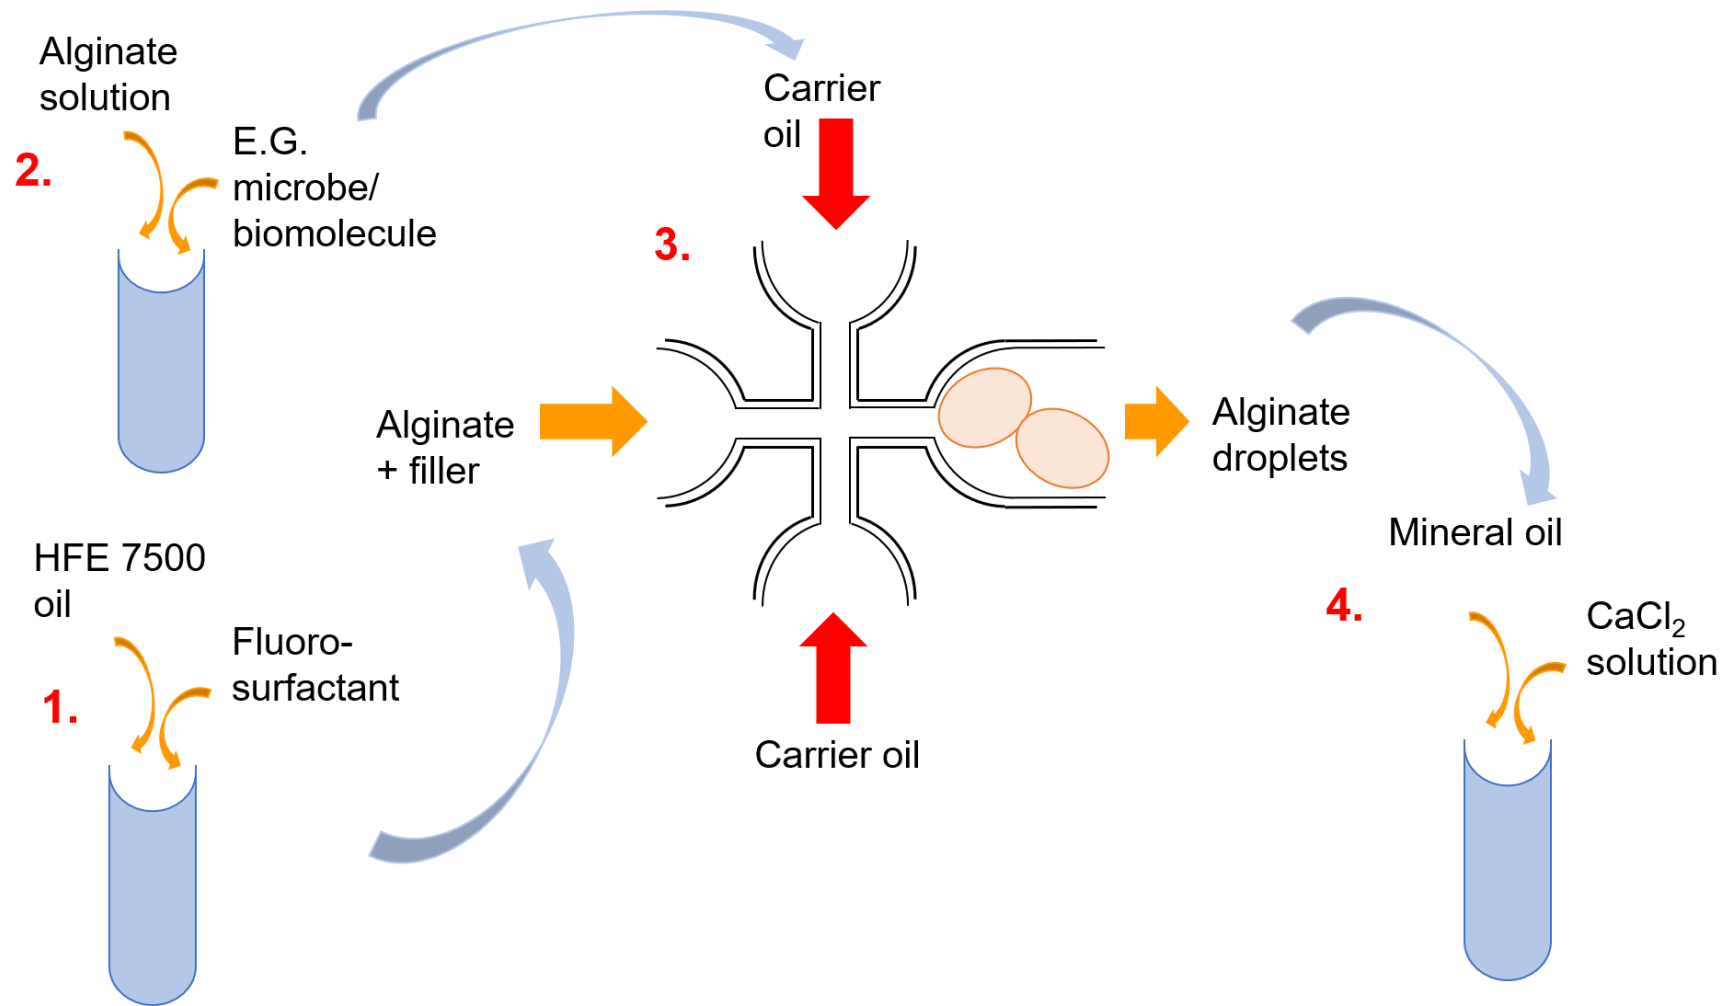 Alginate
solution
2.
E.G.
microbe/
biomolecule
Carrier
oil
3.
Alginate
+ filler
Alginate
droplets
HFE 7500
oil
1.
Fluoro-
surfactant
Carrier oil
Mineral oil
4.
CaCl₂
solution